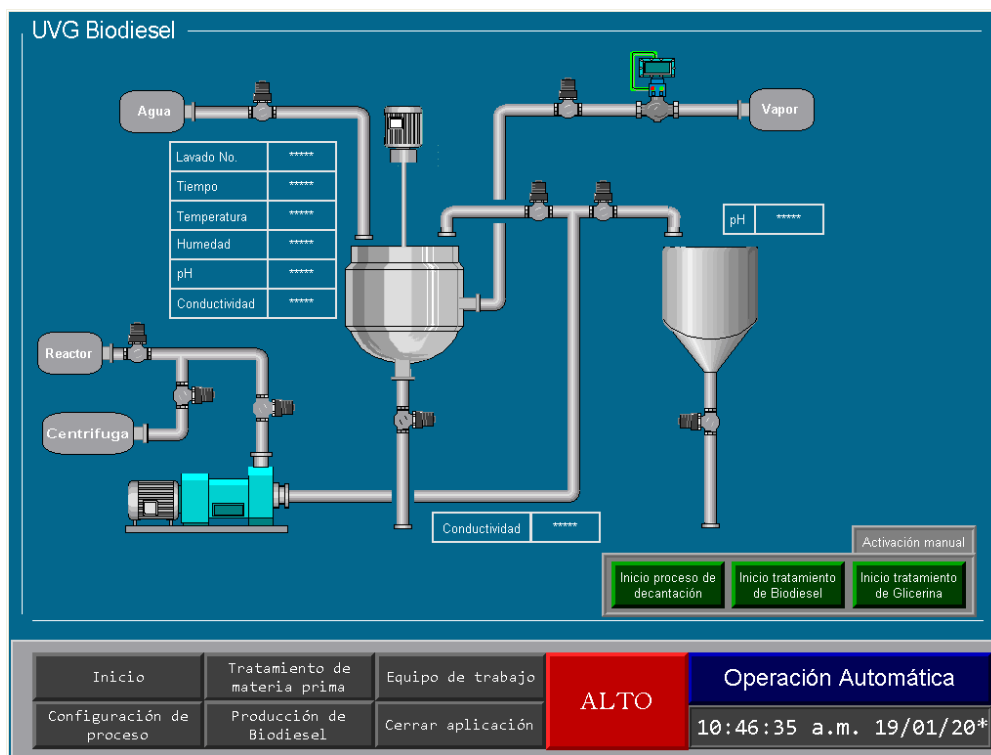 UVG Biodiesel
Agua
Vapor
Lavado No. *****
Tiempo *****
Temperatura *****
Humedad *****
pH *****
Conductividad *****
pH *****
Reactor
Centrifuga
Conductividad *****
Activación manual
Inicio proceso de
decantación
Inicio tratamiento
de Biodiesel
Inicio tratamiento
de Glicerina
Inicio
Tratamiento de
materia prima
Equipo de trabajo
Configuración de
proceso
Producción de
Biodiesel
Cerrar aplicación
ALTO
Operación Automática
10:46:35 a.m. 19/01/20*